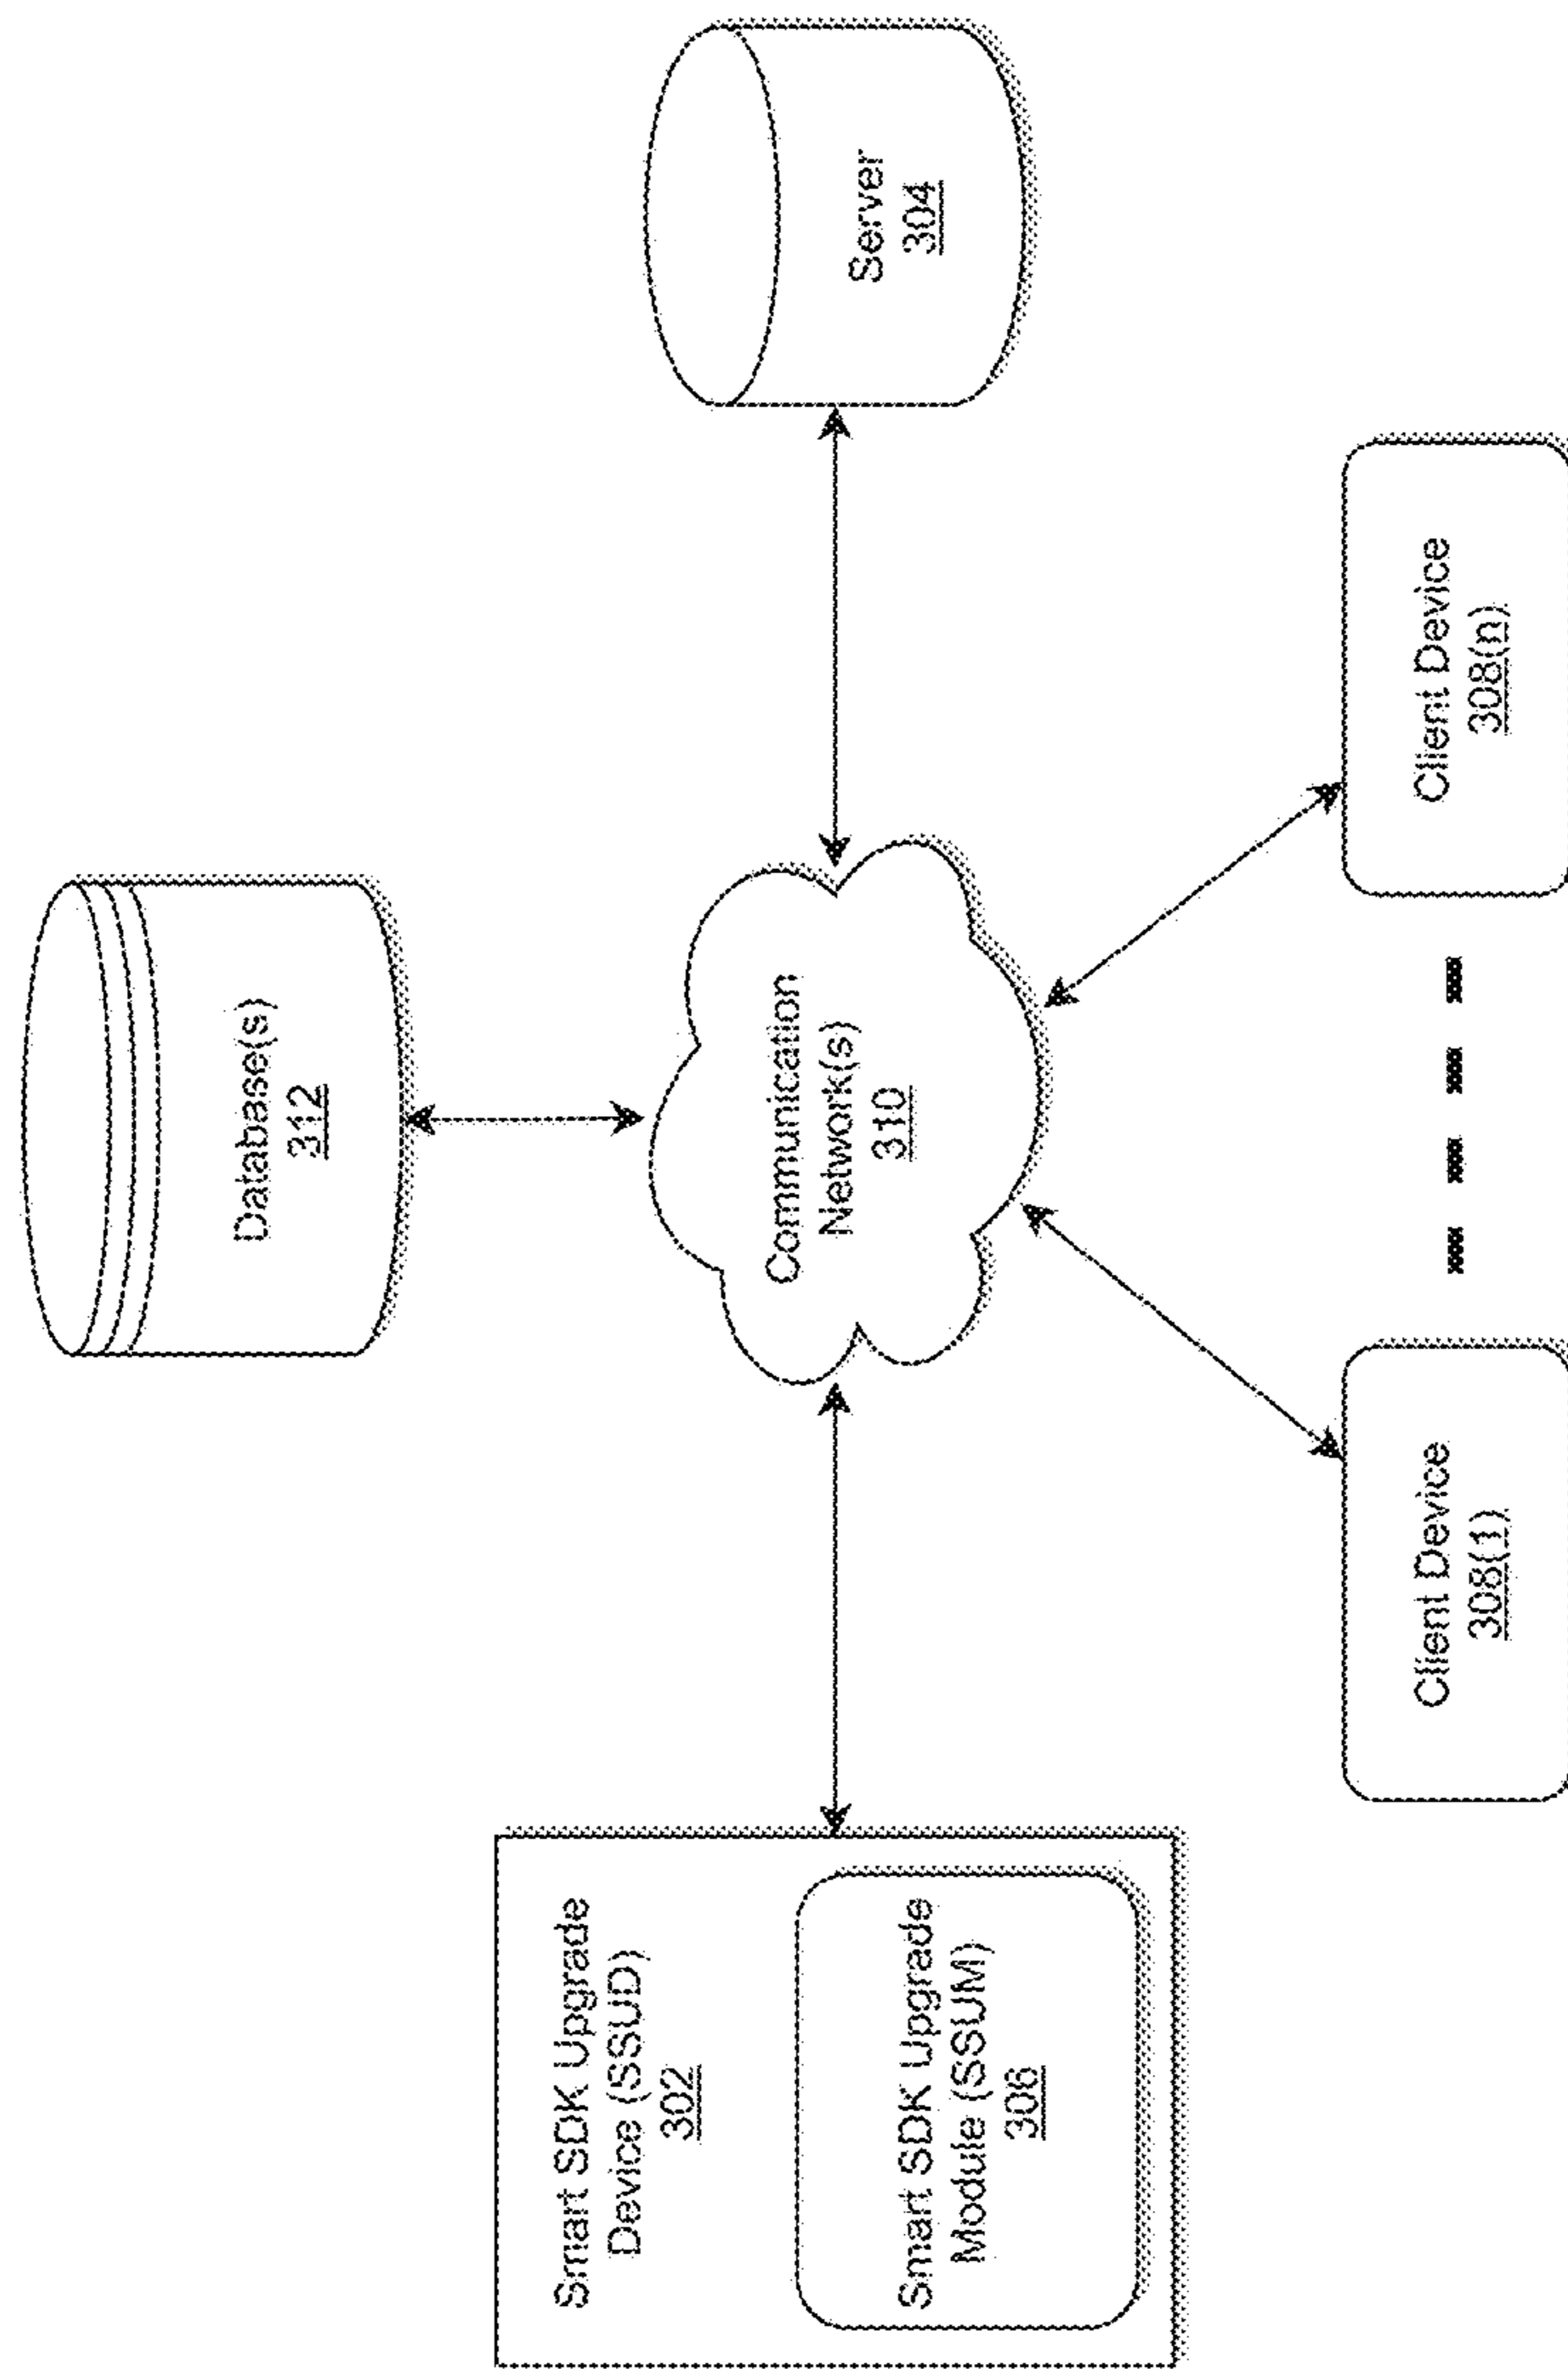 Database(s)
312
Smart SDK Upgrade
Device (SSUD)
302
Smart SDK Upgrade
Module (SSUM)
306
Communication
Network(s)
310
Server
304
Client Device
308(1)
Client Device
308(n)